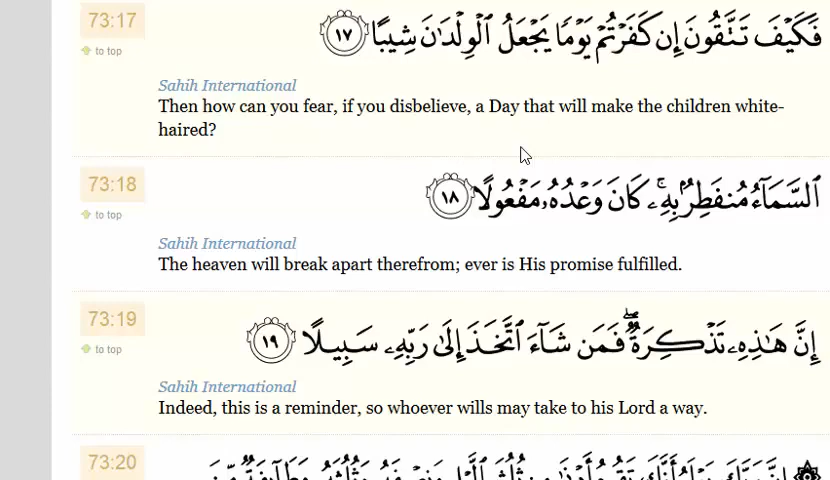 73:17
فَكَيْفَ تَتَّقُونَ إِن كَفَرْتُمْ يَوْمًا يَجْعَلُ ٱلْوِلْدَٰنَ شِيبًا ١٧
to top
Sahih International
Then how can you fear, if you disbelieve, a Day that will make the children white-
haired?
73:18
ٱلسَّمَآءُ مُنفَطِرٌۢ بِهِۦ ۚ كَانَ وَعْدُهُۥ مَفْعُولًا ١٨
to top
Sahih International
The heaven will break apart therefrom; ever is His promise fulfilled.
73:19
إِنَّ هَـٰذِهِۦ تَذْكِرَةٌ ۖ فَمَن شَآءَ ٱتَّخَذَ إِلَىٰ رَبِّهِۦ سَبِيلًا ١٩
to top
Sahih International
Indeed, this is a reminder, so whoever wills may take to his Lord a way.
73:20